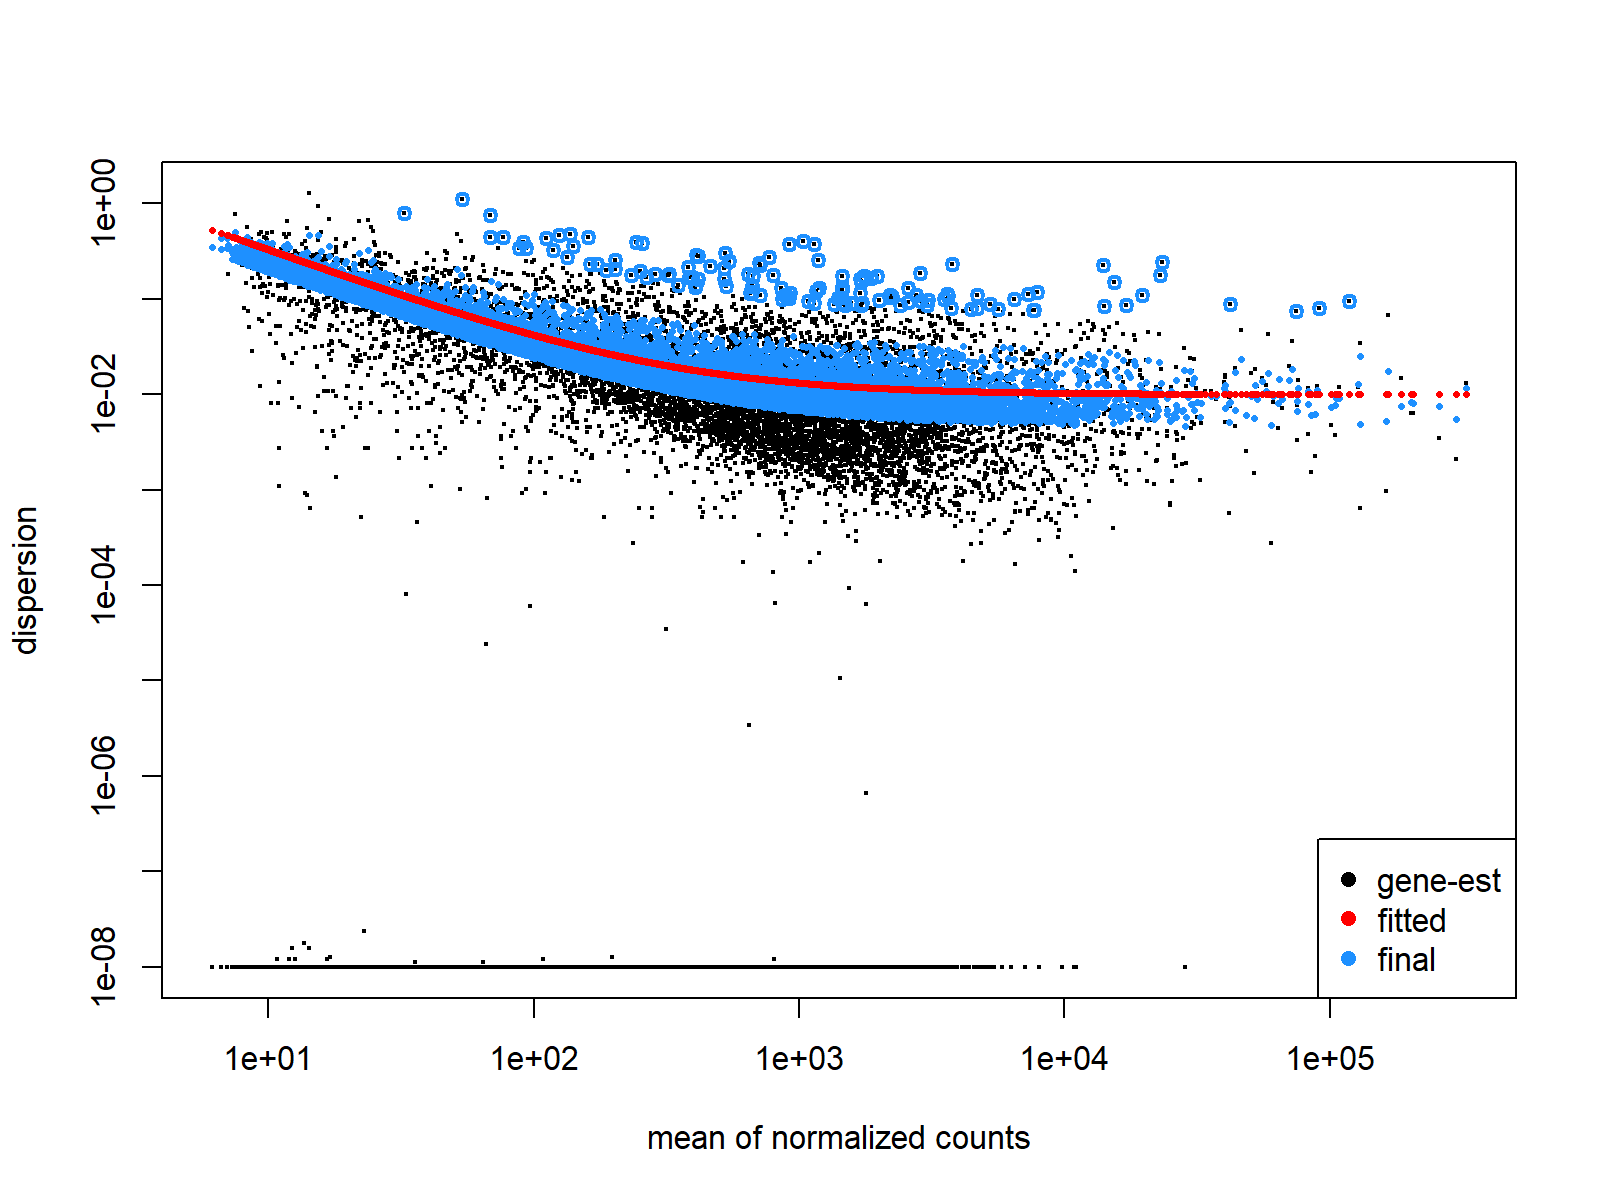 1e+00
1e-02
1e-04
1e-06
1e-08
dispersion
1e+01 1e+02 1e+03 1e+04 1e+05
mean of normalized counts
gene-est
fitted
final